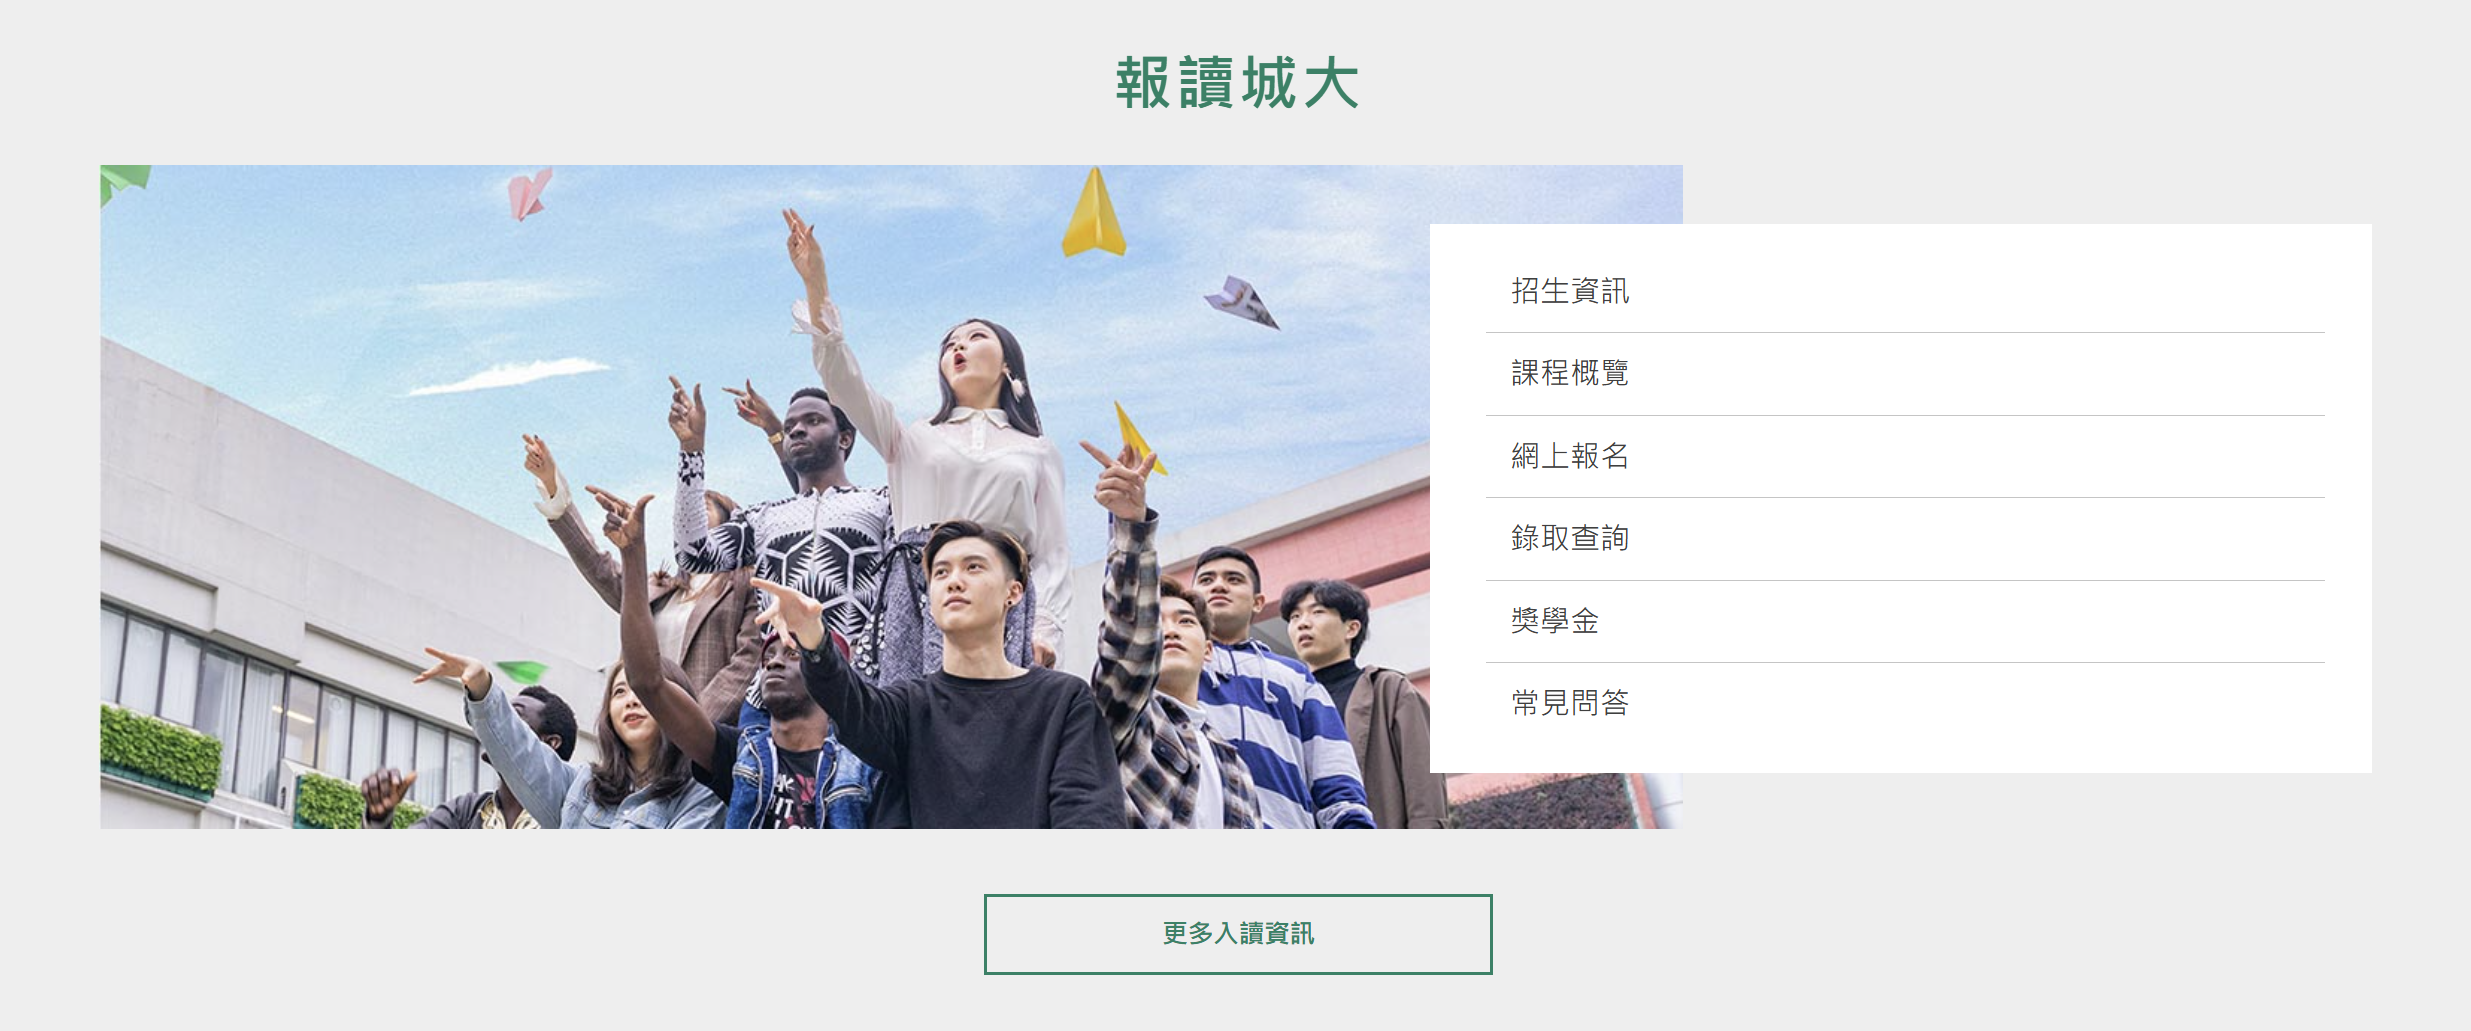 報讀城大
招生資訊
課程概覽
網上報名
錄取查詢
獎學金
常見問答
更多入讀資訊